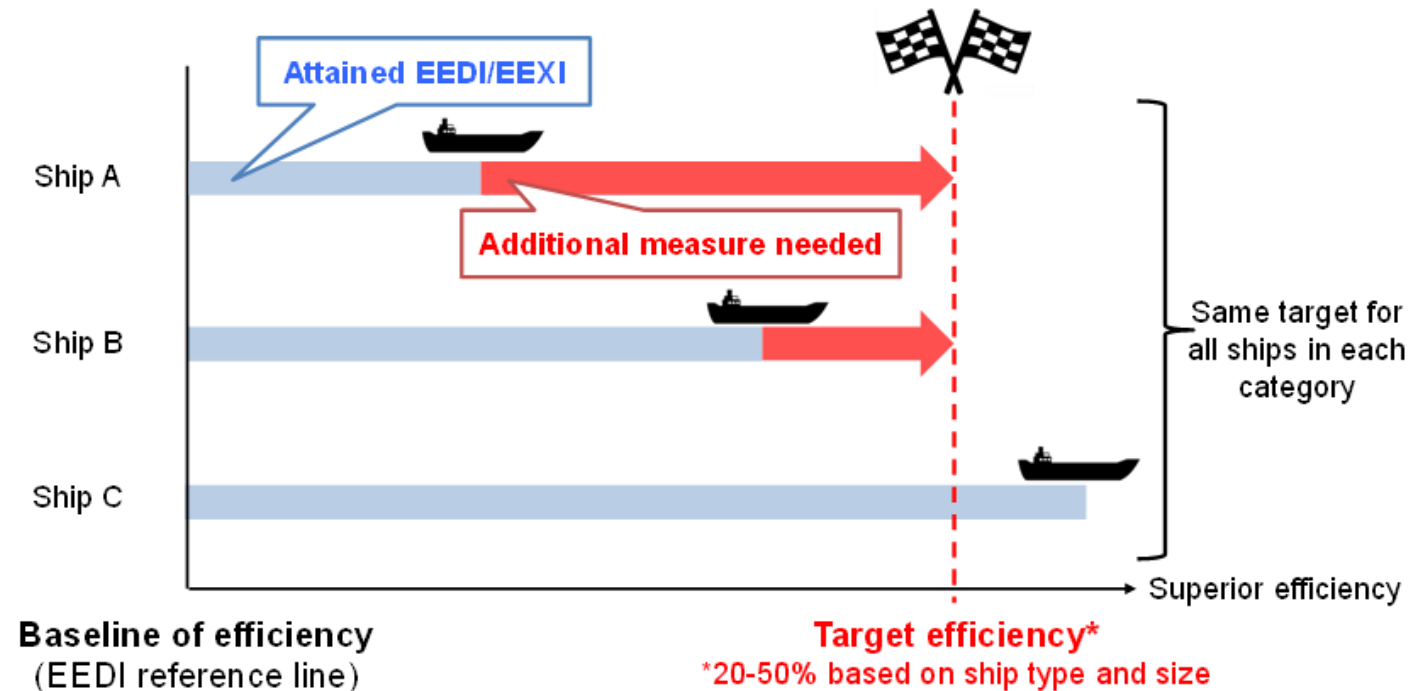 Attained EEDI/EEXI
Ship A
Additional measure needed
Ship B
Same target for
all ships in each
category
Ship C
Superior efficiency
Baseline of efficiency
(EEDI reference line)
Target efficiency*
*20-50% based on ship type and size